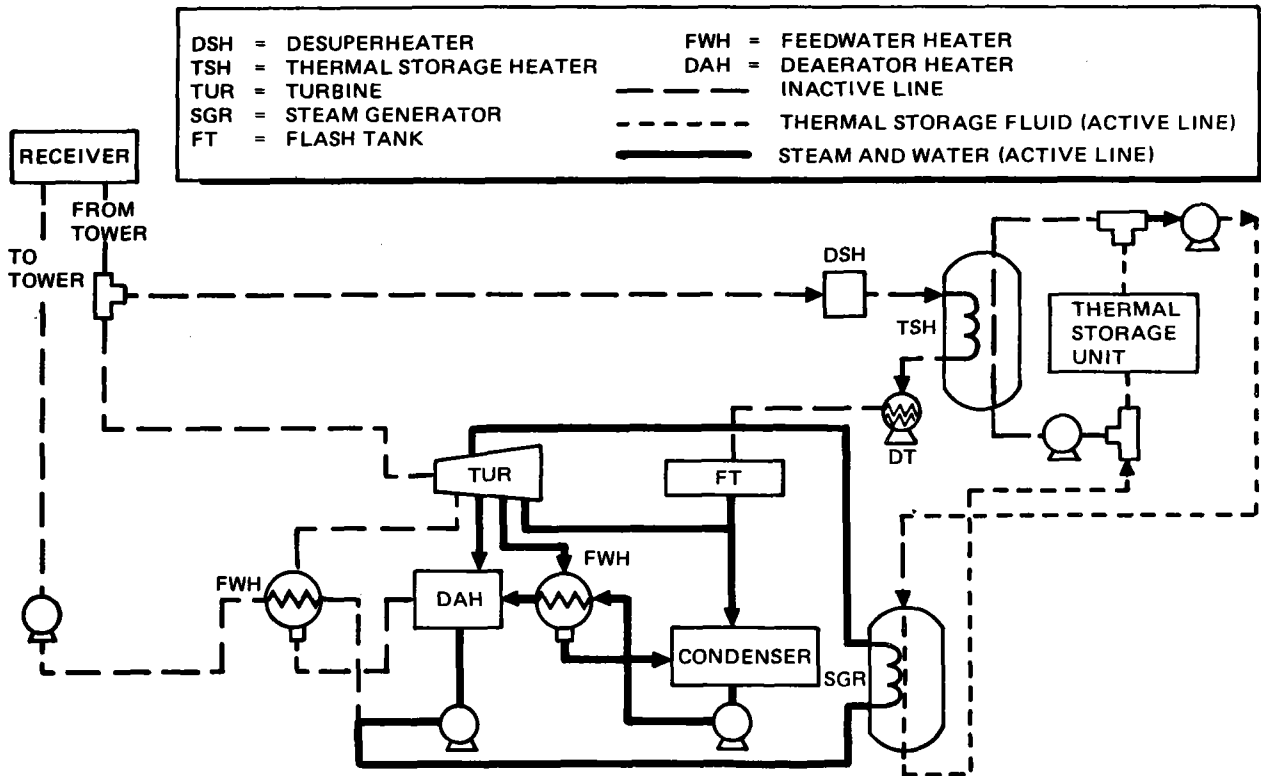 DSH = DESUPERHEATER
TSH = THERMAL STORAGE HEATER
TUR = TURBINE
SGR = STEAM GENERATOR
FT = FLASH TANK
FWH = FEEDWATER HEATER
DAH = DEAERATOR HEATER
INACTIVE LINE
THERMAL STORAGE FLUID (ACTIVE LINE)
STEAM AND WATER (ACTIVE LINE)
RECEIVER
FROM
TOWER
TO
TOWER
DSH
TSH
THERMAL
STORAGE
UNIT
DT
TUR
FT
FWH
DAH
FWH
CONDENSER
SGR